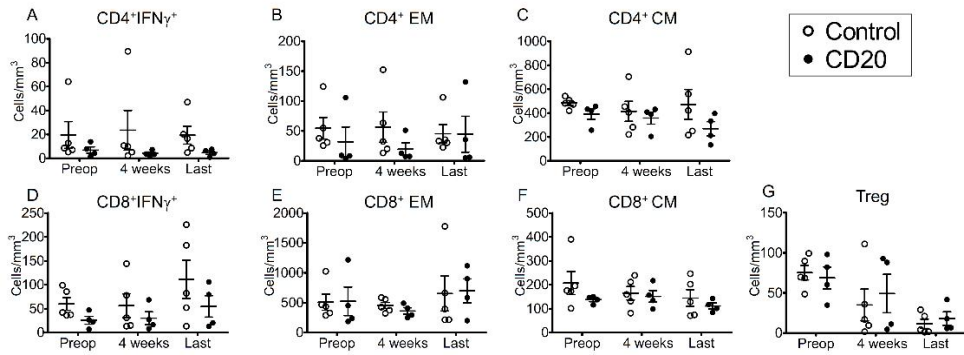 A CD4⁺IFNγ⁺
Cells/mm³
100
80
60
40
20
0
Preop 4 weeks Last
B CD4⁺ EM
Cells/mm³
200
150
100
50
0
Preop 4 weeks Last
C CD4⁺ CM
Cells/mm³
1000
800
600
400
200
0
Preop 4 weeks Last
Control
CD20
D CD8⁺IFNγ⁺
Cells/mm³
250
200
150
100
50
0
Preop 4 weeks Last
E CD8⁺ EM
Cells/mm³
2000
1500
1000
500
0
Preop 4 weeks Last
F CD8⁺ CM
Cells/mm³
500
400
300
200
100
0
Preop 4 weeks Last
G Treg
Cells/mm³
150
100
50
0
Preop 4 weeks Last